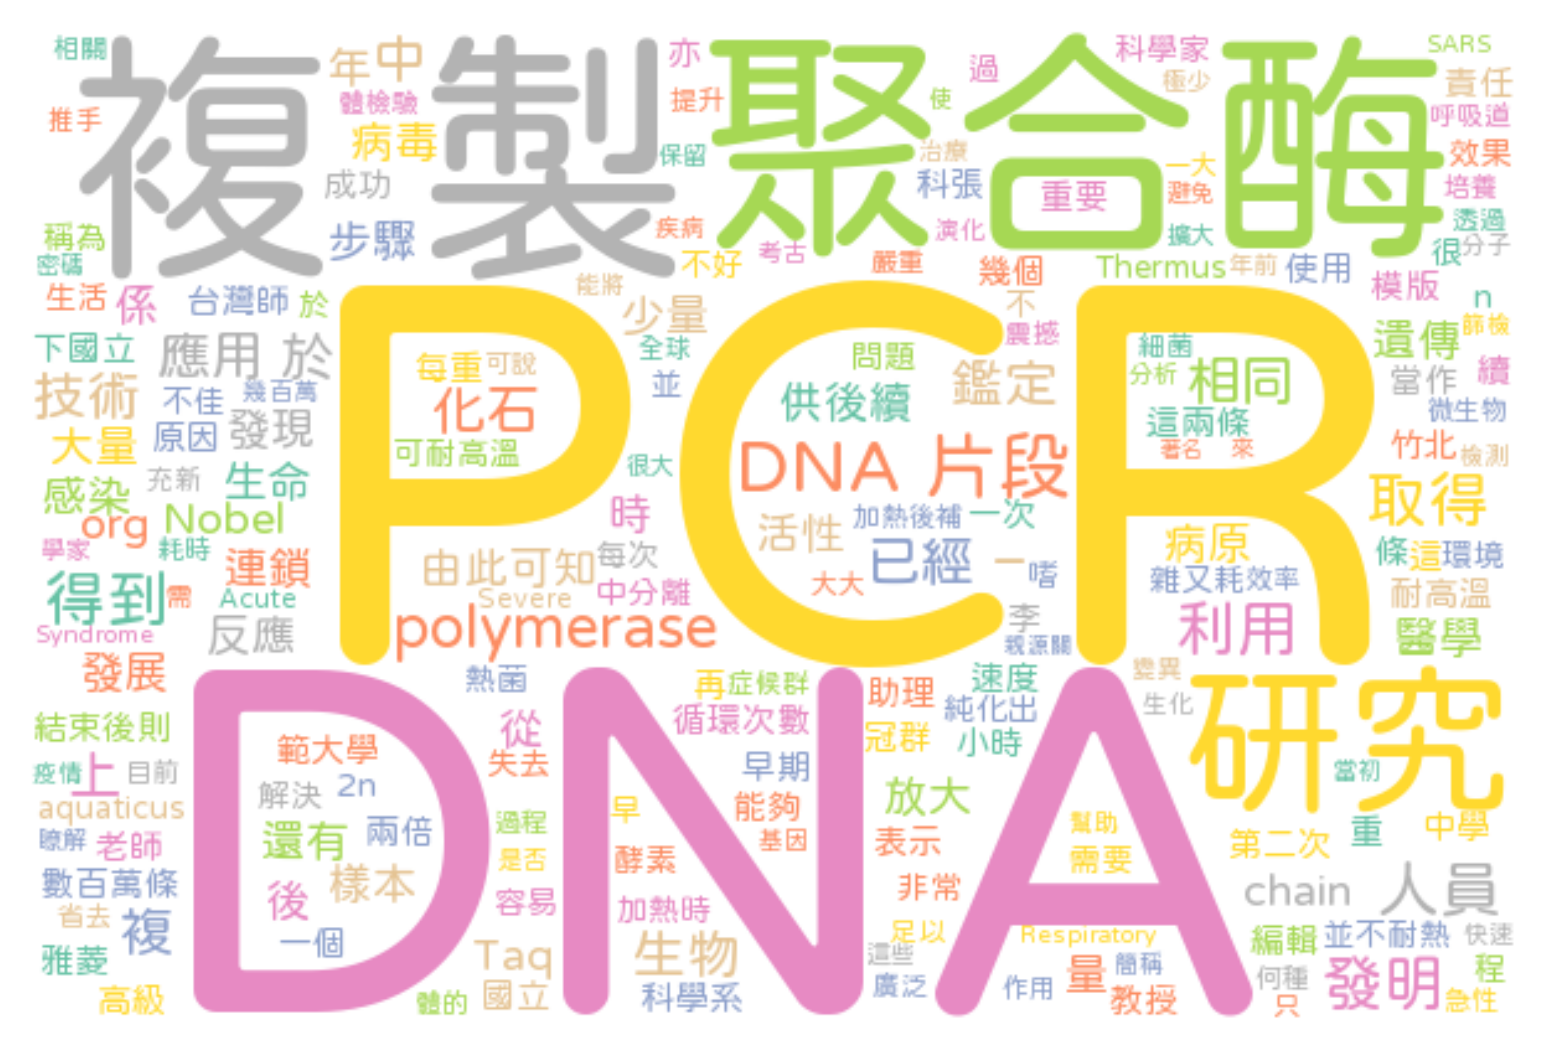 相關
複製
年中
亦
聚合酶
過
科學家
SARS
極少
責任
體檢驗
提升
使
推手
呼吸道
病毒
保留
治療
一大
效果
成功
科張
重要
避免
培養
稱為
步驟
疾病
演化
擴大
透過
密碼
不好
考古
嚴重
很
分子
幾個
Thermus
年前
使用
生活
係
台灣師
於
能將
少量
不
模版
n
PCR
震撼
篩檢
下國立
應用
於
全球
問題
細菌
遺傳
每重
可說
鑑定
分析
相同
當作
續
技術
不佳
幾百萬
化石
並
供後續
這兩條
微生物
大量
原因
發現
可耐高溫
DNA 片段
著名
來
竹北
檢測
感染
充新
生命
很大
取得
org
Nobel
時
活性
加熱後補
一次
病原
學家
耗時
連鎖
由此可知
每次
已經
一
條
這
環境
得到
需
Acute
Severe
中分離
大大
嗜
雜又耗
效率
耐高溫
Syndrome
反應
polymerase
李
利用
醫學
親源關
發展
熱菌
再
症候群
助理
速度
變異
研究
結束後則
從
循環次數
純化出
生化
DNA
範大學
失去
冠群
小時
疫情
上
目前
解決
2n
早期
當初
aquaticus
早
能夠
放大
瞭解
老師
還有
兩倍
過程
基因
表示
幫助
第二次
重
中學
是否
酵素
需要
數百萬條
後
樣本
容易
非常
chain
人員
省去
複
加熱時
足以
Respiratory
編輯
並不耐熱
快速
一個
雅菱
Taq
生物
這些
量
簡稱
何種
發明
程
高級
體的
國立
科學系
廣泛
作用
教授
只
急性